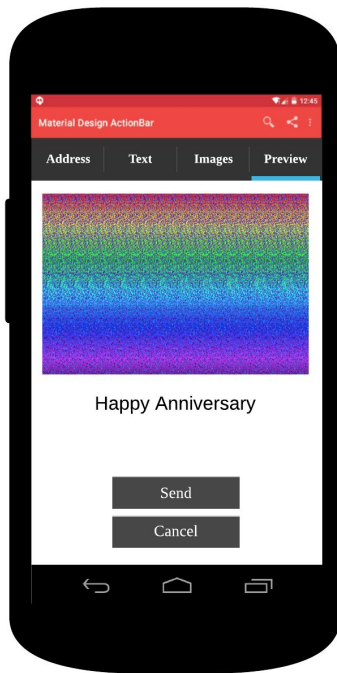 12:45
Material Design ActionBar
Address Text Images Preview
Happy Anniversary
Send
Cancel